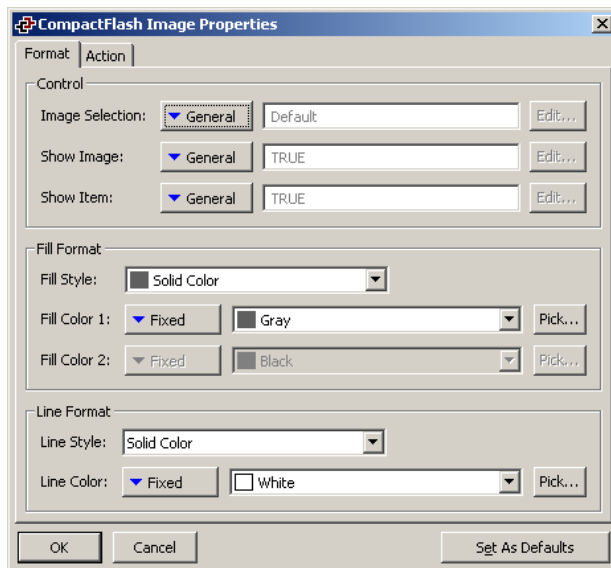 CompactFlash Image Properties
Format Action
Control
Image Selection: General Default Edit...
Show Image: General TRUE Edit...
Show Item: General TRUE Edit...
Fill Format
Fill Style: Solid Color
Fill Color 1: Fixed Gray Pick...
Fill Color 2: Fixed Black Pick...
Line Format
Line Style: Solid Color
Line Color: Fixed White Pick...
OK Cancel Set As Defaults